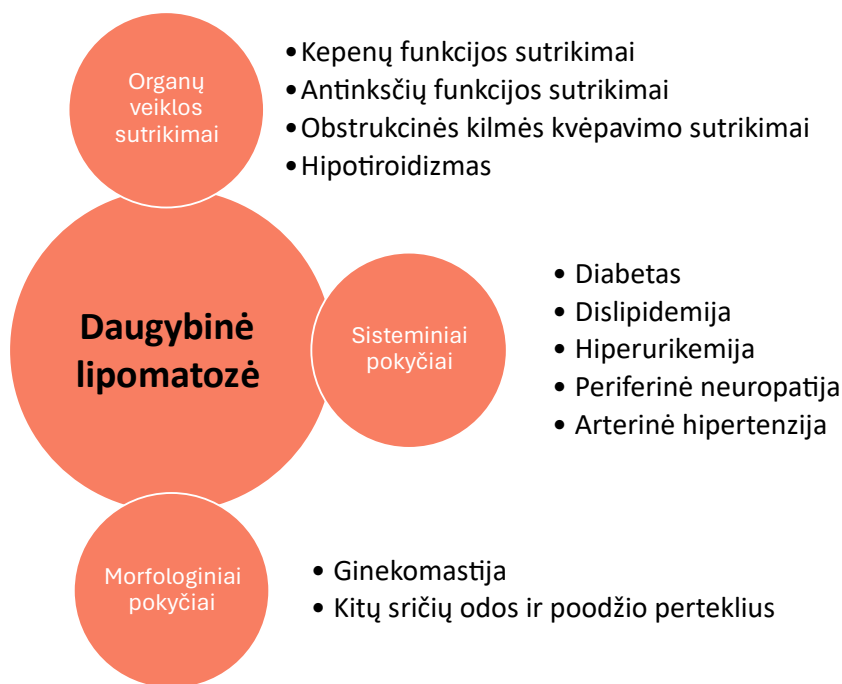 Organų
veiklos
sutrikimai
• Kepenų funkcijos sutrikimai
• Antinksčių funkcijos sutrikimai
• Obstrukcinės kilmės kvėpavimo sutrikimai
• Hipotiroidizmas
Daugybinė
lipomatozė
Sisteminiai
pokyčiai
• Diabetas
• Dislipidemija
• Hiperurikemija
• Periferinė neuropatija
• Arterinė hipertenzija
Morfologiniai
pokyčiai
• Ginekomastija
• Kitų sričių odos ir poodžio perteklius